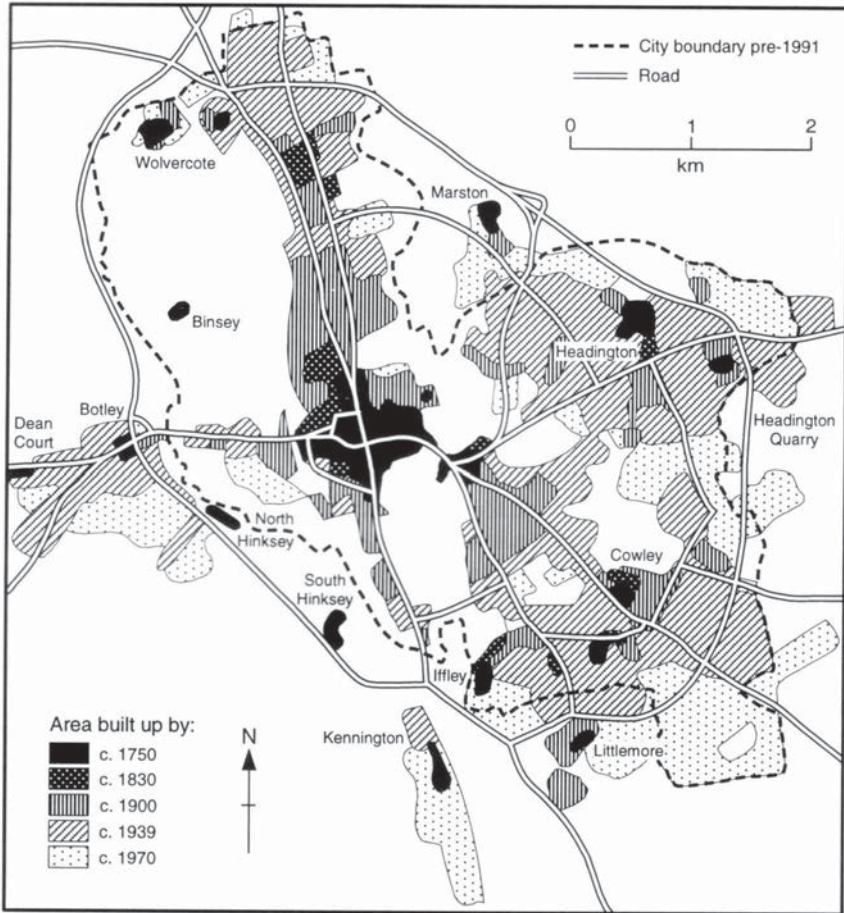 City boundary pre-1991
Road
0 1 2
km
Wolvercote
Marston
Binsey
Headington
Botley
Dean
Court
Headington
Quarry
North
Hinksey
Cowley
South
Hinksey
Iffley
Kennington
Littlemore
Area built up by:
c. 1750
c. 1830
c. 1900
c. 1939
c. 1970
N